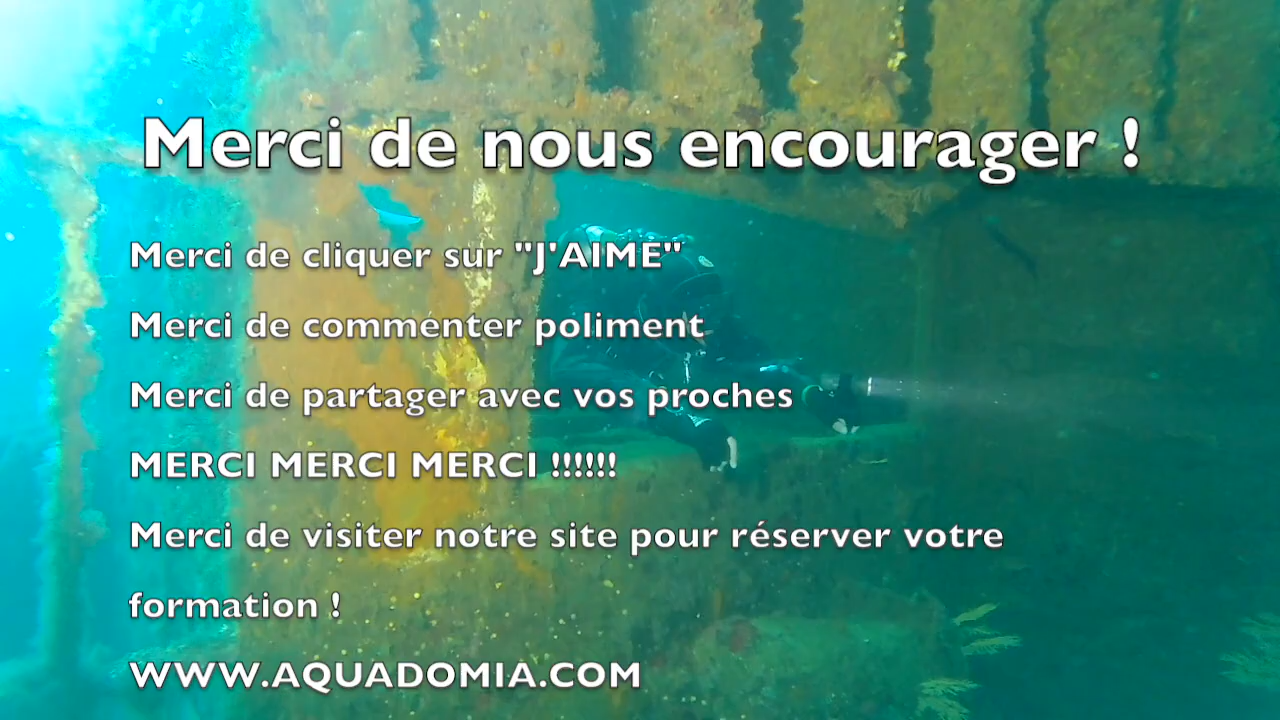 Merci de nous encourager !
Merci de cliquer sur "J'AIME"
Merci de commenter poliment
Merci de partager avec vos proches
MERCI MERCI MERCI !!!!!!
Merci de visiter notre site pour réserver votre
formation !
WWW.AQUADOMIA.COM